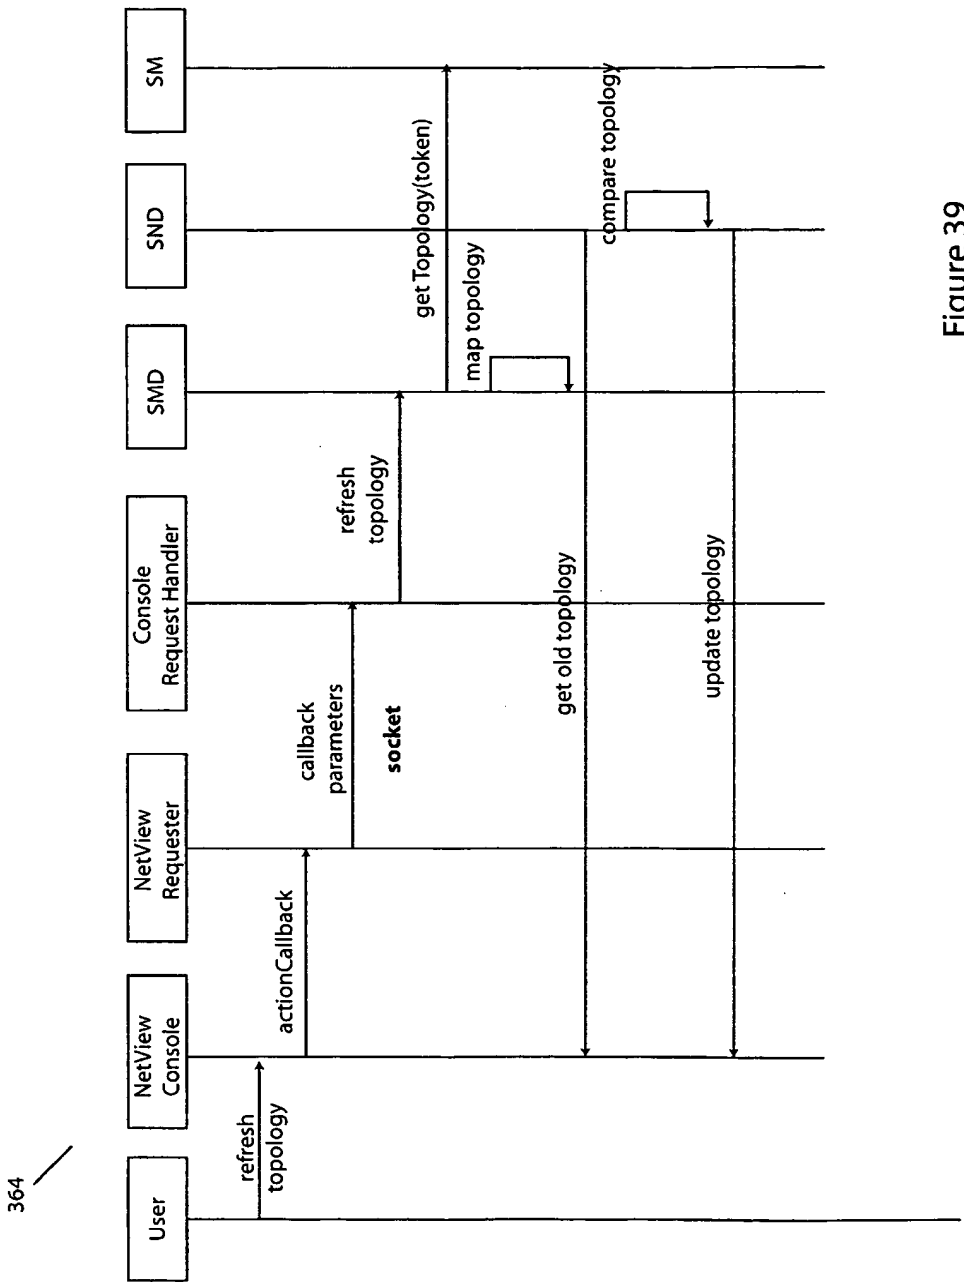 364
User
NetView
Console
NetView
Requester
Console
Request Handler
SMD
SND
SM
refresh
topology
actionCallback
callback
parameters
socket
refresh
topology
get Topology(token)
map topology
get old topology
compare topology
update topology
Figure 39